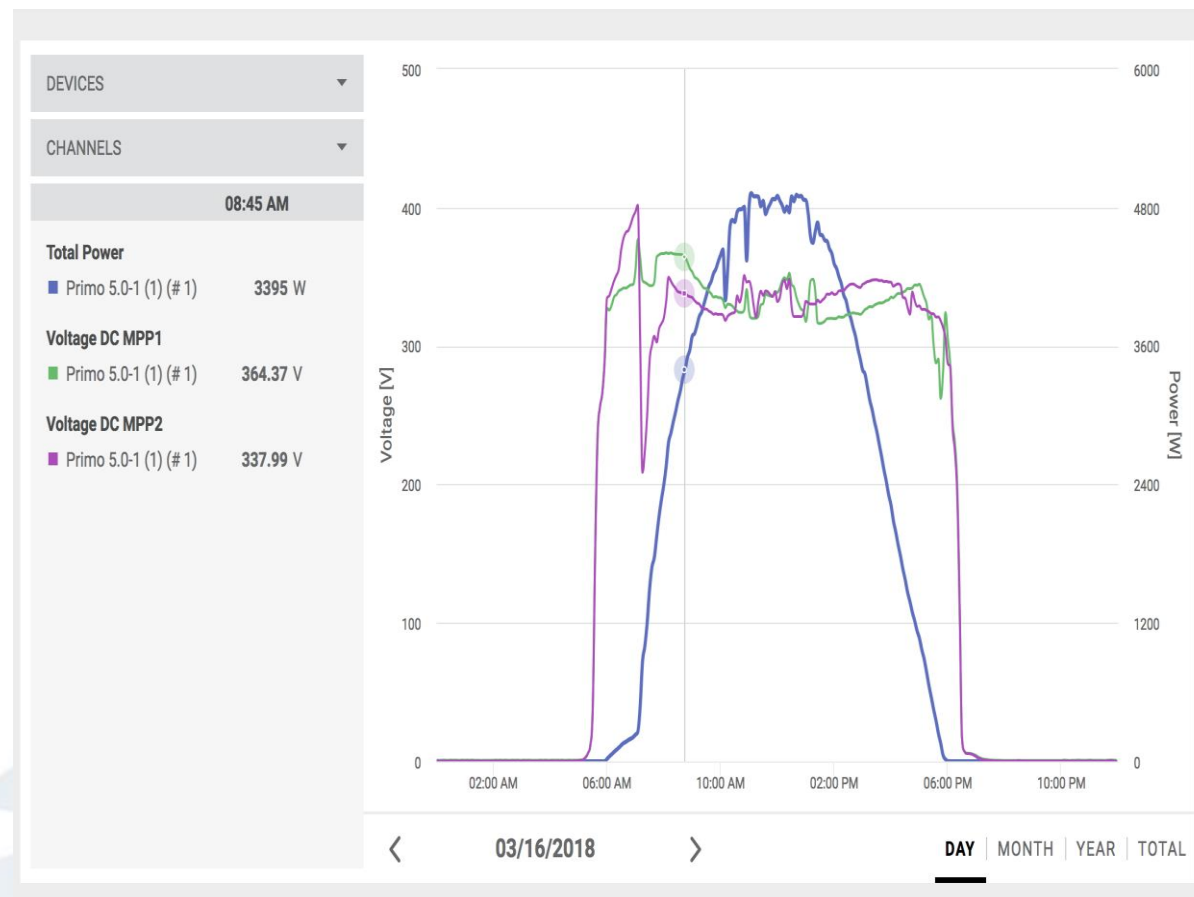 DEVICES
CHANNELS
08:45 AM
Total Power
Primo 5.0-1 (1) (# 1) 3395 W
Voltage DC MPP1
Primo 5.0-1 (1) (# 1) 364.37 V
Voltage DC MPP2
Primo 5.0-1 (1) (# 1) 337.99 V
500
400
300
200
100
0
Voltage [V]
6000
4800
3600
2400
1200
0
Power [W]
02:00 AM 06:00 AM 10:00 AM 02:00 PM 06:00 PM 10:00 PM
03/16/2018
DAY MONTH YEAR TOTAL